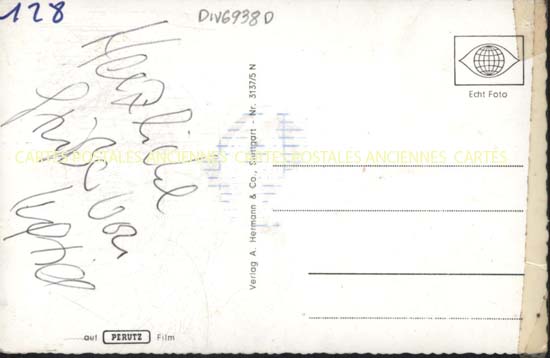 128
DIV6938D
Herzliche
Grüße von
Echt Foto
Verlag A. Hermann & Co., Stuttgart - Nr. 3137/5 N
CARTES POSTALES ANCIENNES CARTES POSTALES ANCIENNES CARTES
auf PERUTZ Film